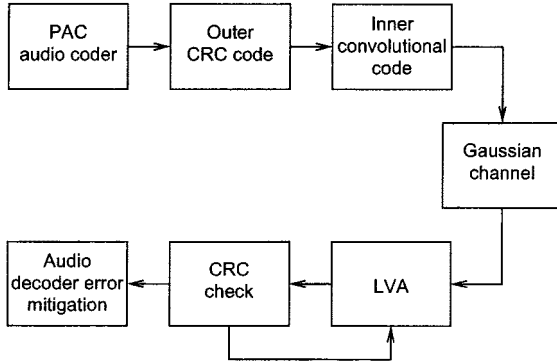 PAC
audio coder
Outer
CRC code
Inner
convolutional
code
Gaussian
channel
LVA
CRC
check
Audio
decoder error
mitigation